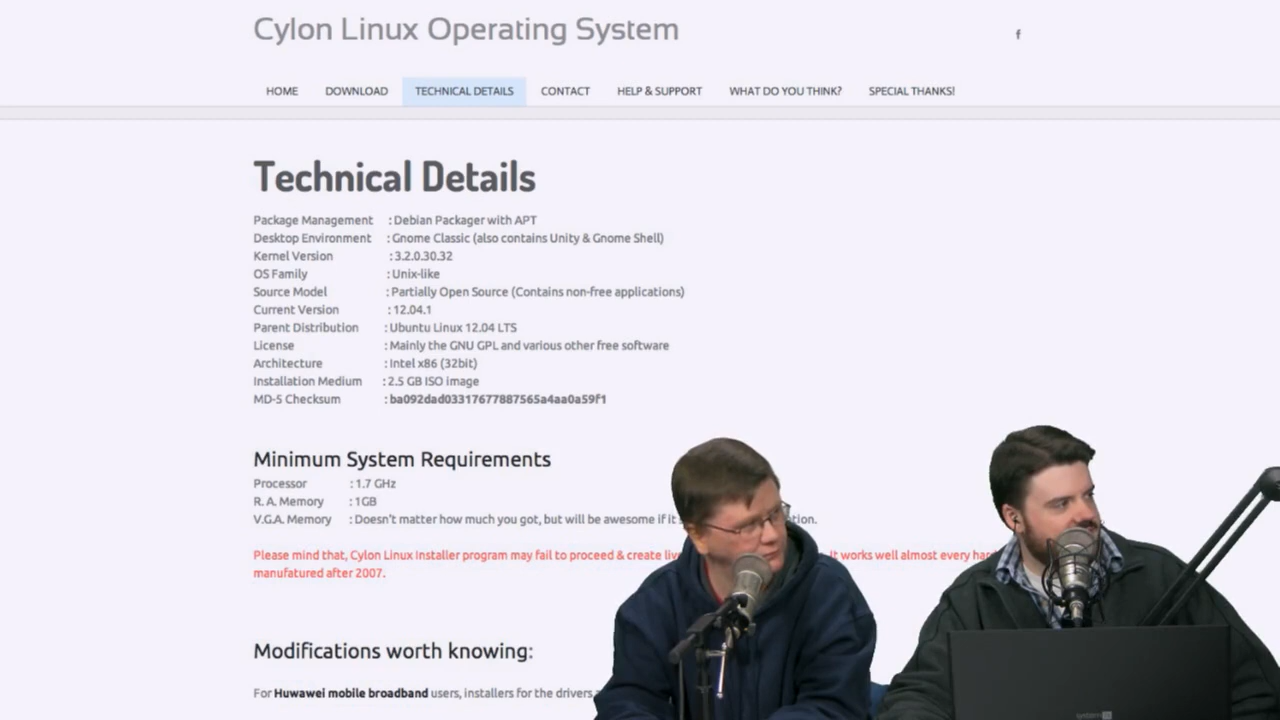 Cylon Linux Operating System
f
HOME DOWNLOAD TECHNICAL DETAILS CONTACT HELP & SUPPORT WHAT DO YOU THINK? SPECIAL THANKS!
Technical Details
Package Management : Debian Packager with APT
Desktop Environment : Gnome Classic (also contains Unity & Gnome Shell)
Kernel Version : 3.2.0.30.32
OS Family : Unix-like
Source Model : Partially Open Source (Contains non-free applications)
Current Version : 12.04.1
Parent Distribution : Ubuntu Linux 12.04 LTS
License : Mainly the GNU GPL and various other free software
Architecture : Intel x86 (32bit)
Installation Medium : 2.5 GB ISO image
MD-5 Checksum : ba092dad03317677887565a4aa0a59f1
Minimum System Requirements
Processor : 1.7 GHz
R. A. Memory : 1GB
V.G.A. Memory : Doesn't matter how much you got, but will be awesome if it
Please mind that, Cylon Linux Installer program may fail to proceed & create It works well almost every
manufatured after 2007.
Modifications worth knowing:
For Huwawei mobile broadband users, installers for the drivers